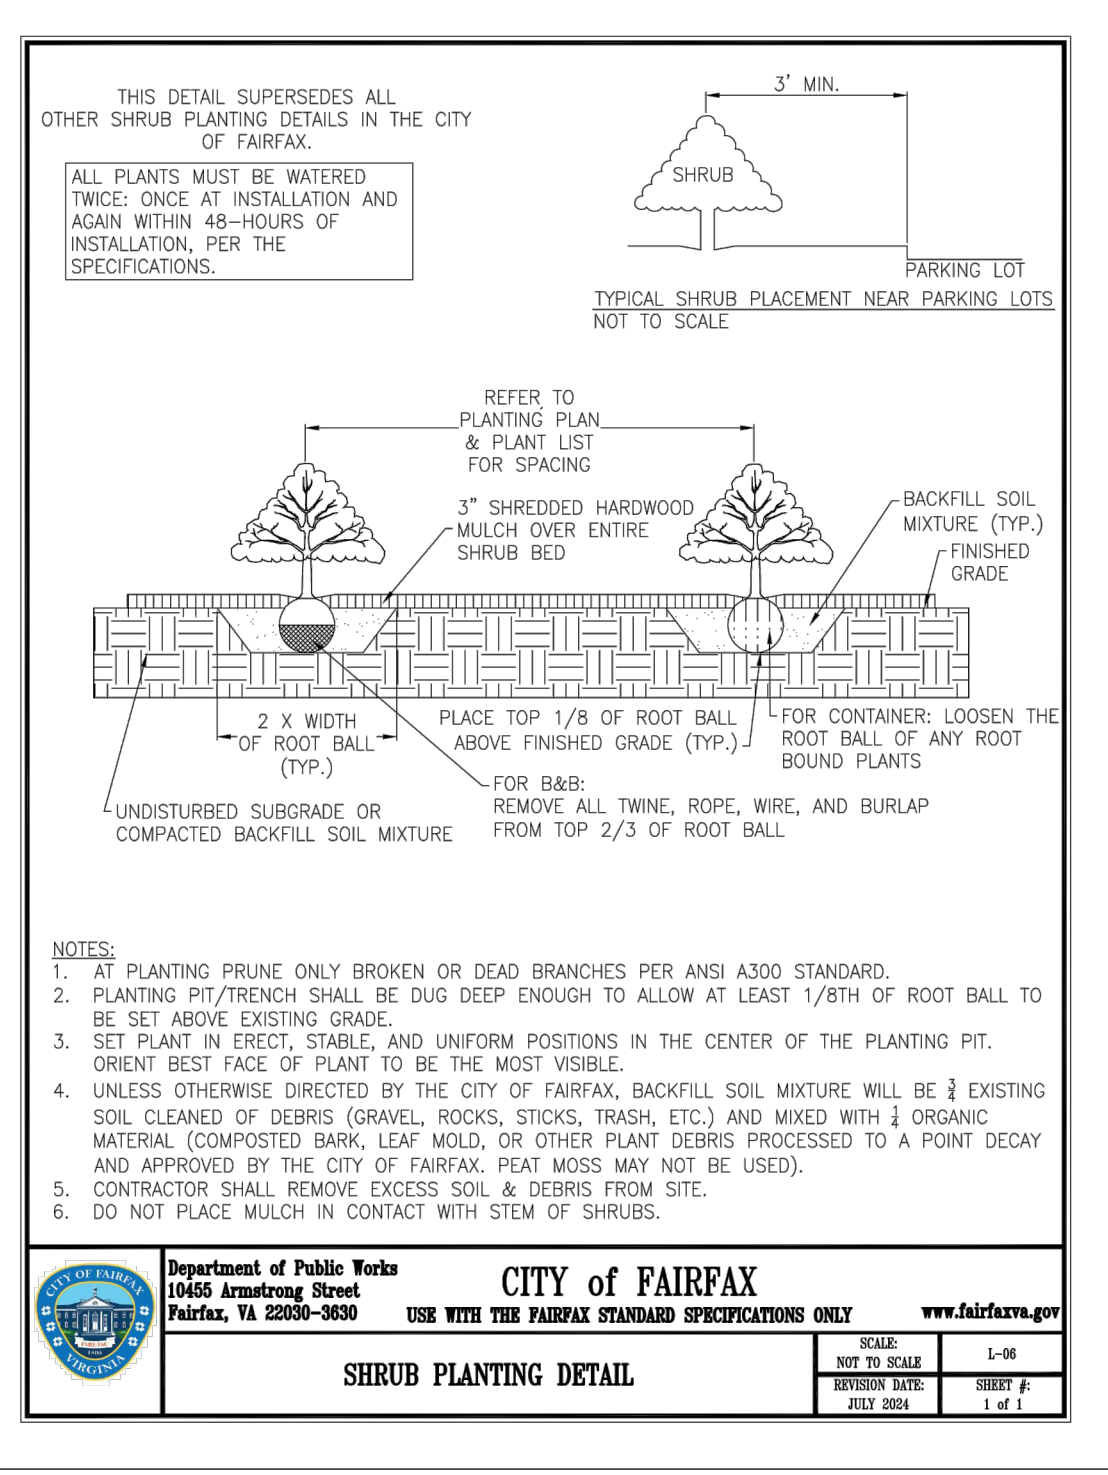 THIS DETAIL SUPERSEDES ALL
OTHER SHRUB PLANTING DETAILS IN THE CITY
OF FAIRFAX.
ALL PLANTS MUST BE WATERED
TWICE: ONCE AT INSTALLATION AND
AGAIN WITHIN 48-HOURS OF
INSTALLATION, PER THE
SPECIFICATIONS.
3' MIN.
SHRUB
PARKING LOT
TYPICAL SHRUB PLACEMENT NEAR PARKING LOTS
NOT TO SCALE
REFER TO
PLANTING PLAN
& PLANT LIST
FOR SPACING
3" SHREDDED HARDWOOD
MULCH OVER ENTIRE
SHRUB BED
BACKFILL SOIL
MIXTURE (TYP.)
FINISHED
GRADE
2 X WIDTH
OF ROOT BALL
(TYP.)
PLACE TOP 1/8 OF ROOT BALL
ABOVE FINISHED GRADE (TYP.)
FOR CONTAINER: LOOSEN THE
ROOT BALL OF ANY ROOT
BOUND PLANTS
FOR B&B:
REMOVE ALL TWINE, ROPE, WIRE, AND BURLAP
FROM TOP 2/3 OF ROOT BALL
UNDISTURBED SUBGRADE OR
COMPACTED BACKFILL SOIL MIXTURE
NOTES:
1. AT PLANTING PRUNE ONLY BROKEN OR DEAD BRANCHES PER ANSI A300 STANDARD.
2. PLANTING PIT/TRENCH SHALL BE DUG DEEP ENOUGH TO ALLOW AT LEAST 1/8TH OF ROOT BALL TO
BE SET ABOVE EXISTING GRADE.
3. SET PLANT IN ERECT, STABLE, AND UNIFORM POSITIONS IN THE CENTER OF THE PLANTING PIT.
ORIENT BEST FACE OF PLANT TO BE THE MOST VISIBLE.
4. UNLESS OTHERWISE DIRECTED BY THE CITY OF FAIRFAX, BACKFILL SOIL MIXTURE WILL BE ¾ EXISTING
SOIL CLEANED OF DEBRIS (GRAVEL, ROCKS, STICKS, TRASH, ETC.) AND MIXED WITH ¼ ORGANIC
MATERIAL (COMPOSTED BARK, LEAF MOLD, OR OTHER PLANT DEBRIS PROCESSED TO A POINT DECAY
AND APPROVED BY THE CITY OF FAIRFAX. PEAT MOSS MAY NOT BE USED).
5. CONTRACTOR SHALL REMOVE EXCESS SOIL & DEBRIS FROM SITE.
6. DO NOT PLACE MULCH IN CONTACT WITH STEM OF SHRUBS.
CITY OF FAIRFAX
VIRGINIA
1805
Department of Public Works
10455 Armstrong Street
Fairfax, VA 22030-3630
CITY of FAIRFAX
USE WITH THE FAIRFAX STANDARD SPECIFICATIONS ONLY
www.fairfaxva.gov
SHRUB PLANTING DETAIL
SCALE:
NOT TO SCALE
L-06
REVISION DATE:
JULY 2024
SHEET #:
1 of 1